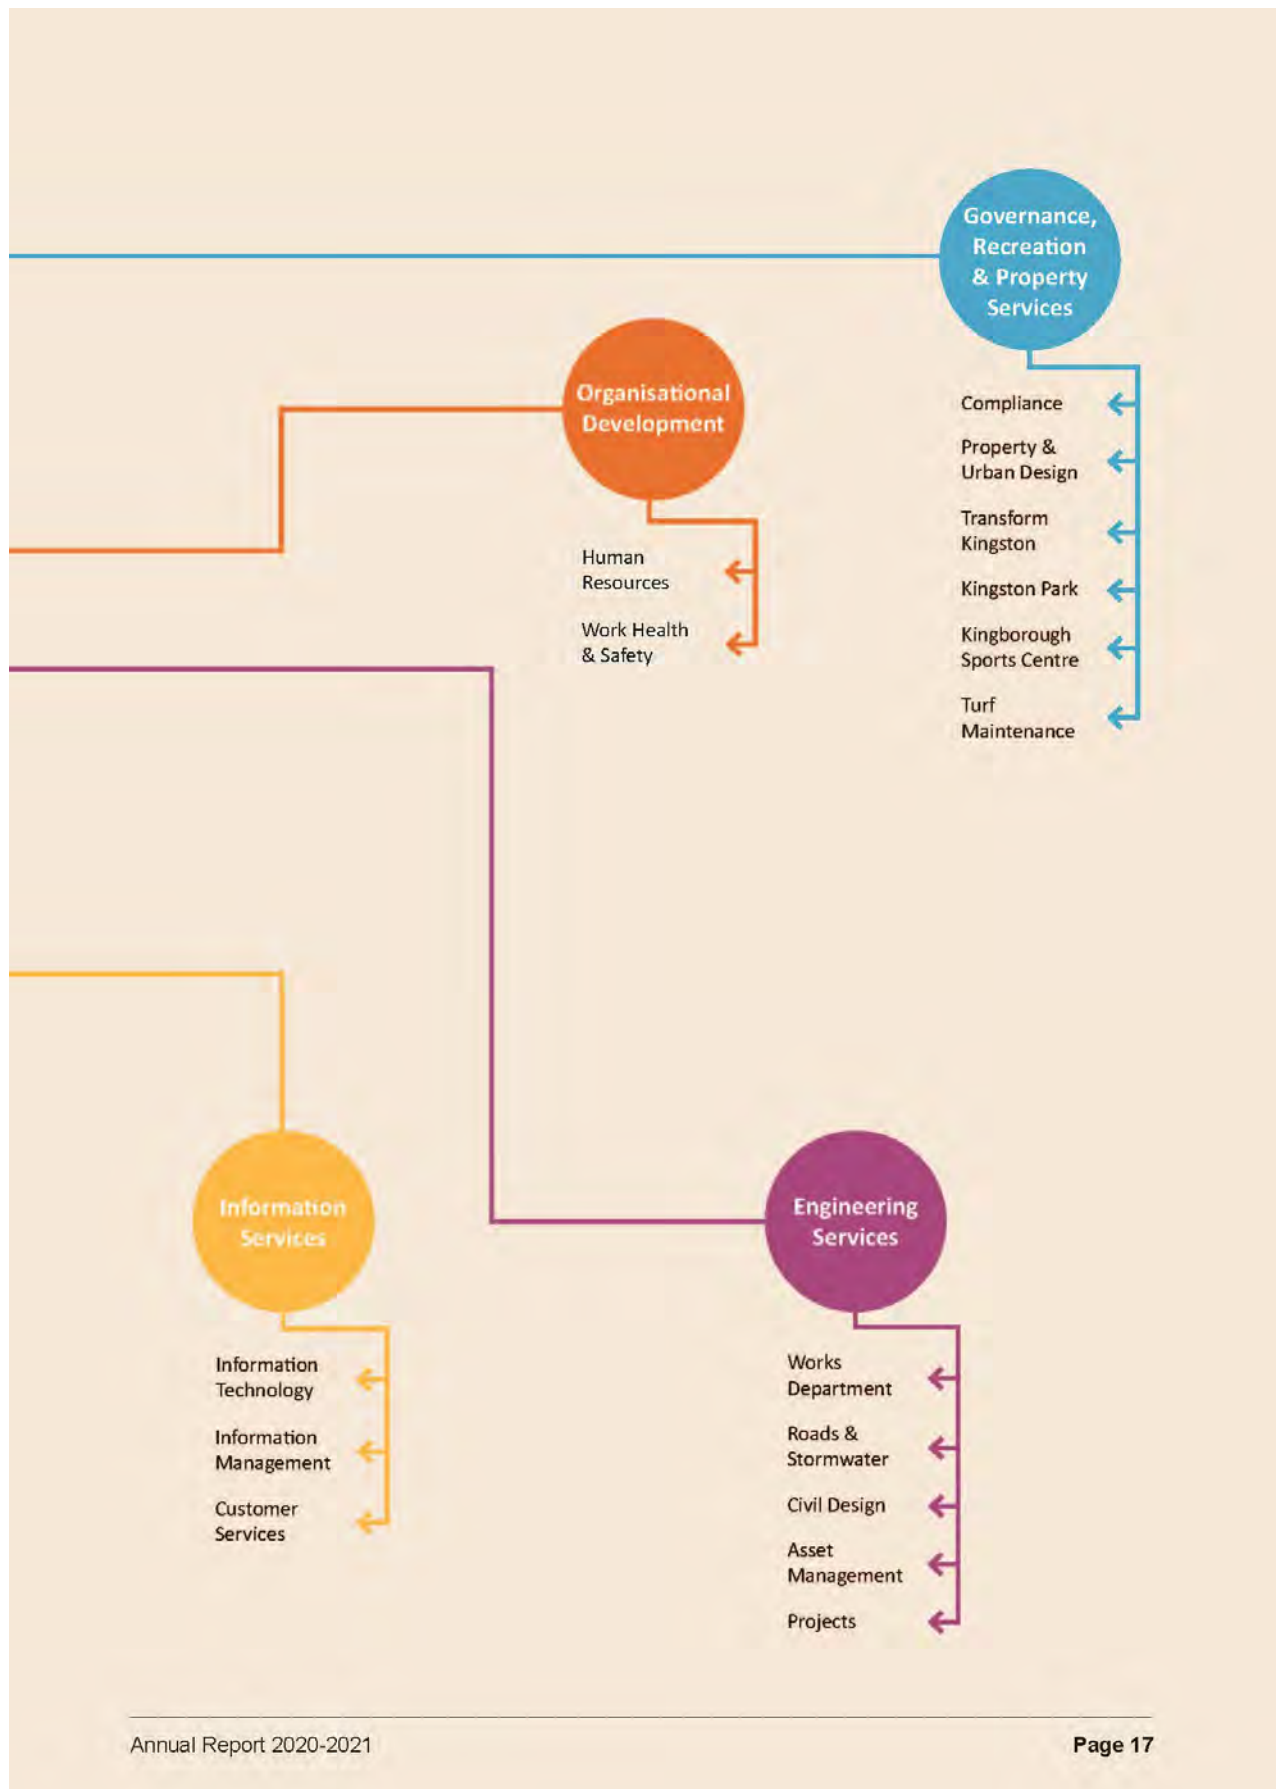 Governance,
Recreation
& Property
Services
Compliance
Property &
Urban Design
Transform
Kingston
Kingston Park
Kingborough
Sports Centre
Turf
Maintenance
Organisational
Development
Human
Resources
Work Health
& Safety
Information
Services
Information
Technology
Information
Management
Customer
Services
Engineering
Services
Works
Department
Roads &
Stormwater
Civil Design
Asset
Management
Projects
Annual Report 2020-2021
Page 17